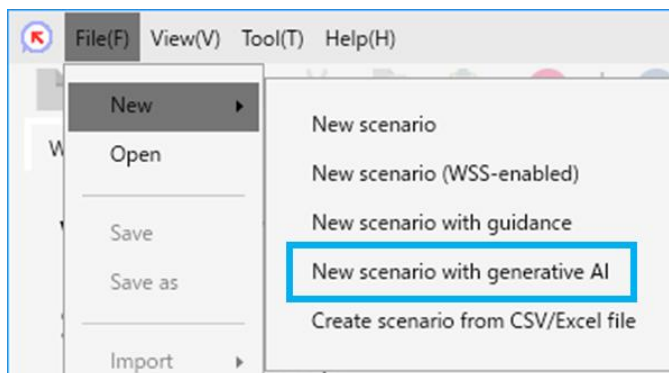 File(F) View(V) Tool(T) Help(H)
New
Open
Save
Save as
Import
New scenario
New scenario (WSS-enabled)
New scenario with guidance
New scenario with generative AI
Create scenario from CSV/Excel file